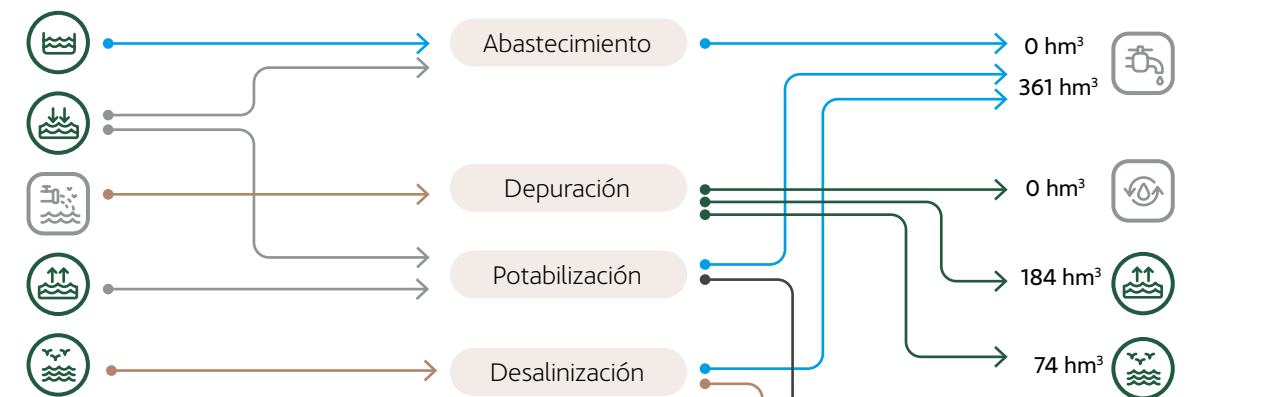 Abastecimiento
0 hm³
361 hm³
Depuración
0 hm³
Potabilización
184 hm³
Desalinización
74 hm³